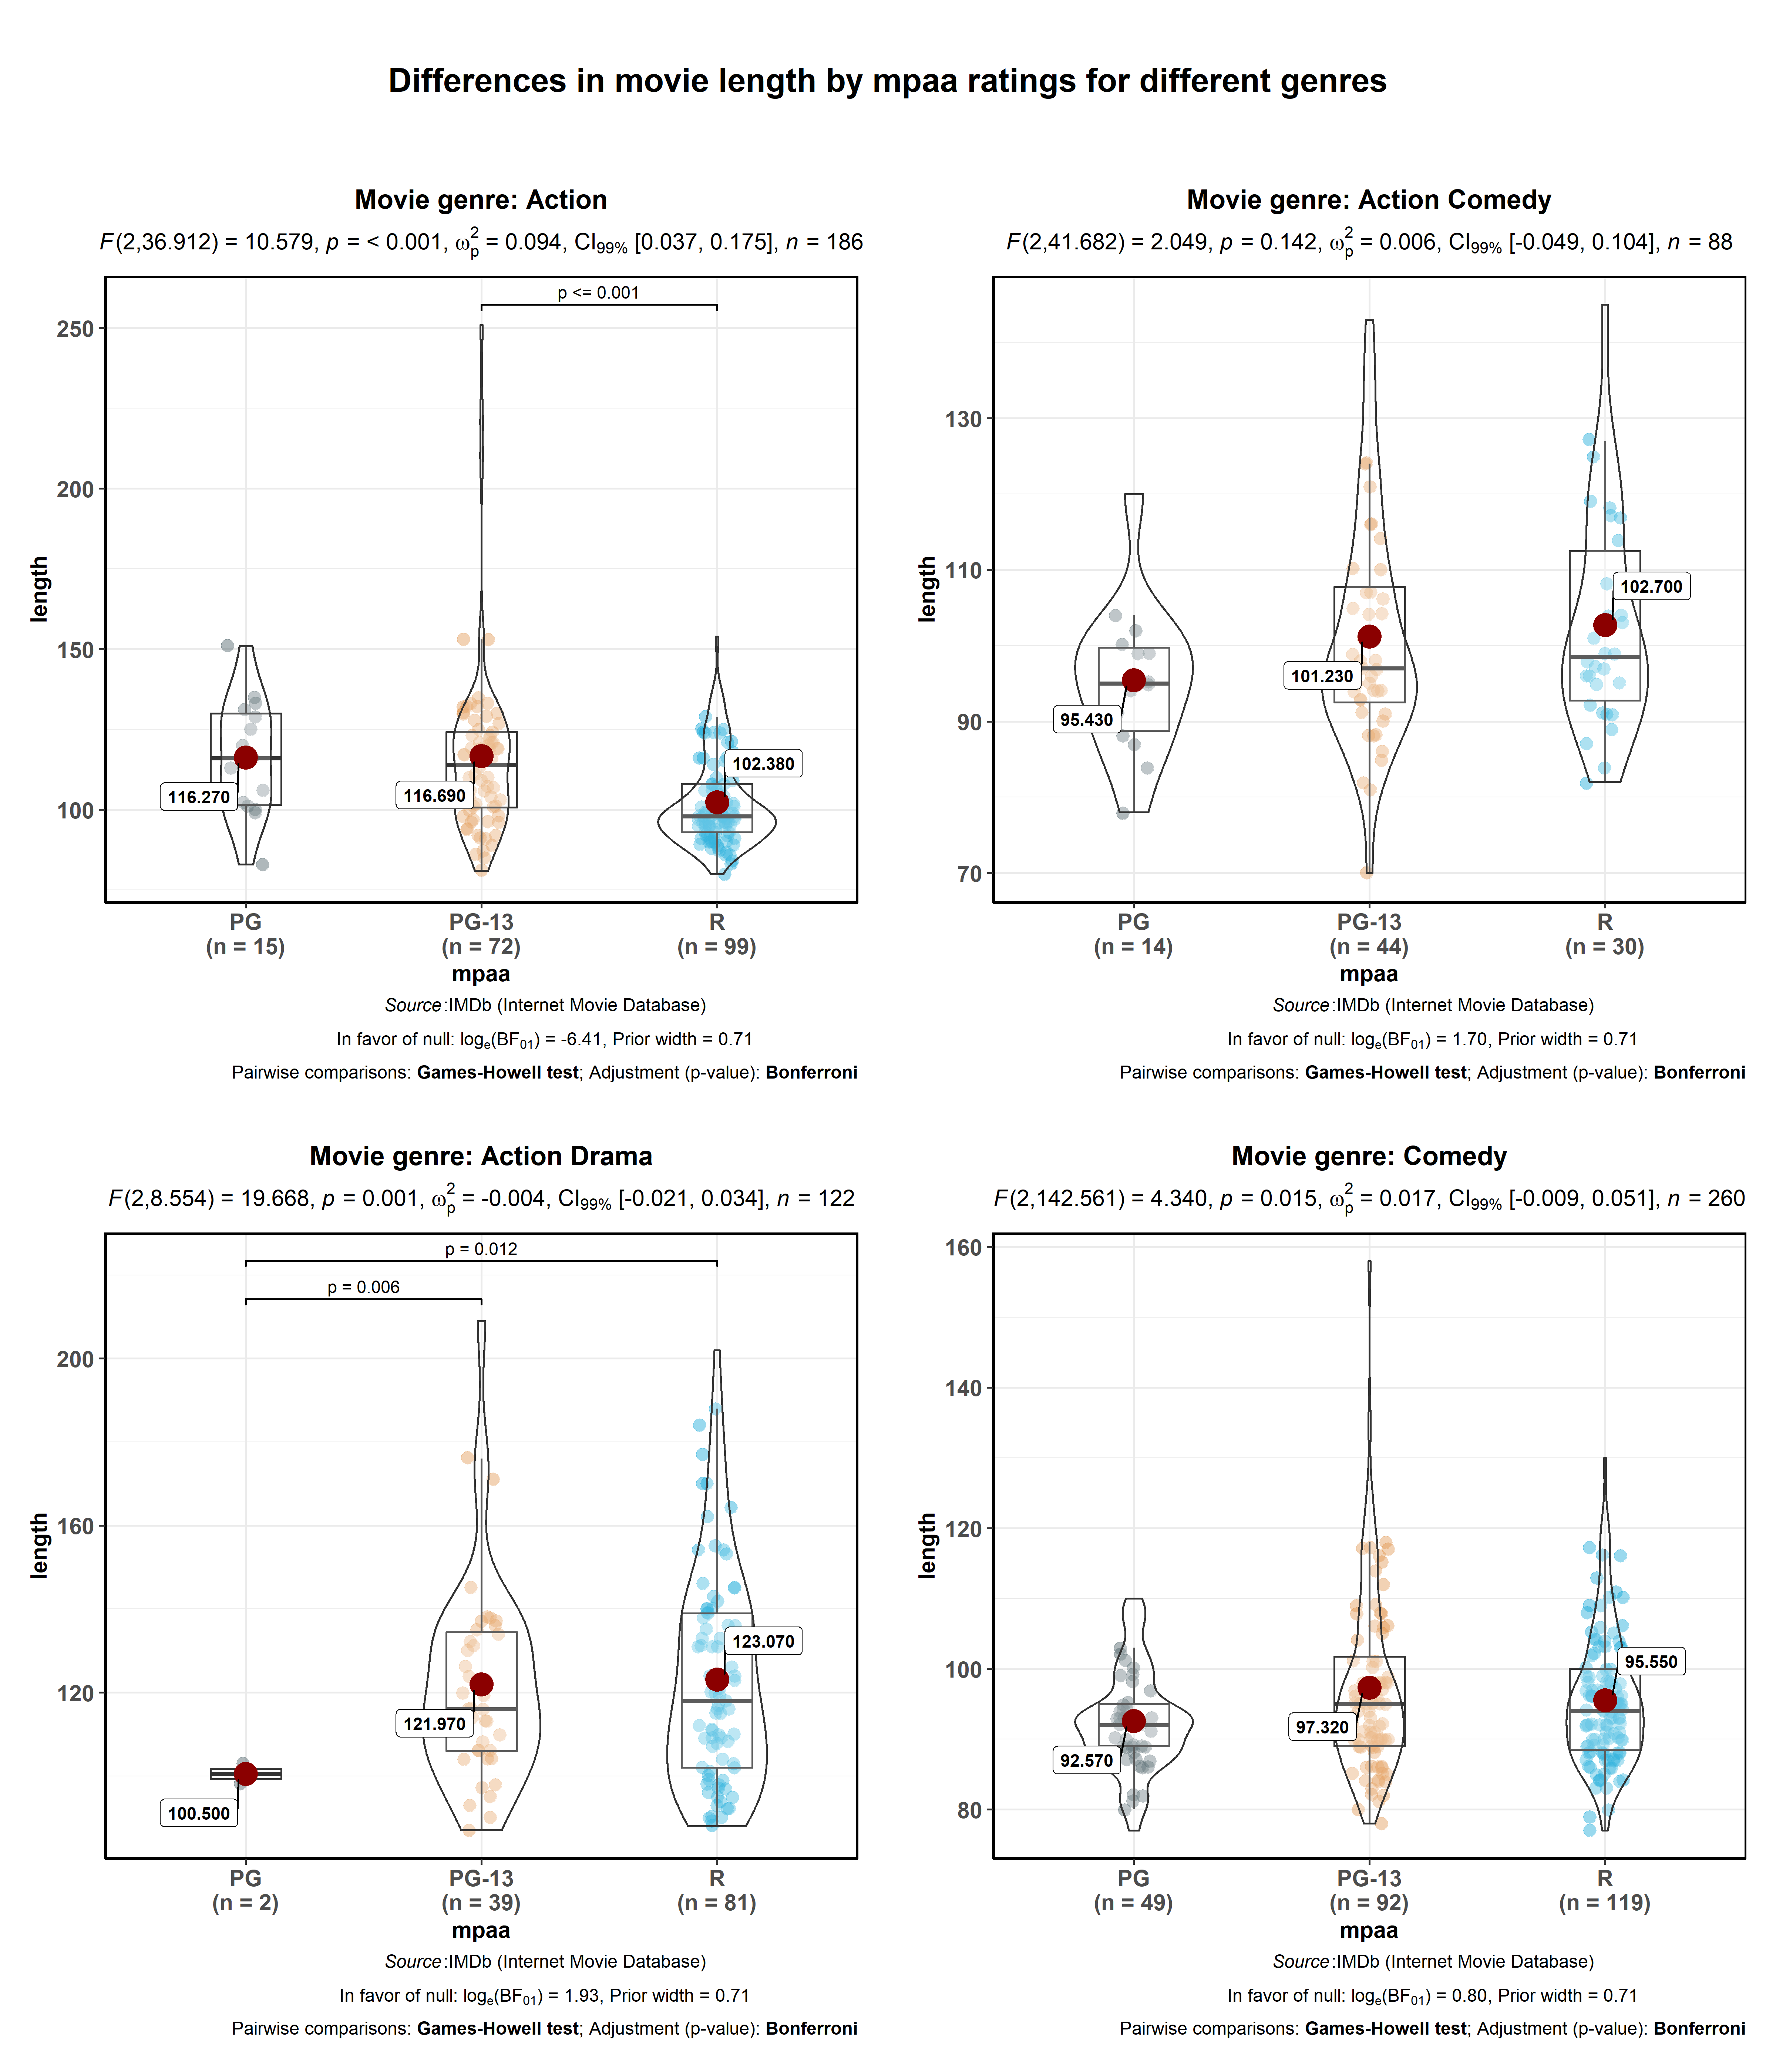 Differences in movie length by mpaa ratings for different genres
Movie genre: Action
F(2,36.912) = 10.579, p = < 0.001, ω²p = 0.094, CI99% [0.037, 0.175], n = 186
p <= 0.001
250
200
150
100
length
116.270
116.690
102.380
PG
(n = 15)
PG-13
(n = 72)
R
(n = 99)
mpaa
Source:IMDb (Internet Movie Database)
In favor of null: loge(BF01) = -6.41, Prior width = 0.71
Pairwise comparisons: Games-Howell test; Adjustment (p-value): Bonferroni
Movie genre: Action Comedy
F(2,41.682) = 2.049, p = 0.142, ω²p = 0.006, CI99% [-0.049, 0.104], n = 88
130
110
90
70
length
95.430
101.230
102.700
PG
(n = 14)
PG-13
(n = 44)
R
(n = 30)
mpaa
Source:IMDb (Internet Movie Database)
In favor of null: loge(BF01) = 1.70, Prior width = 0.71
Pairwise comparisons: Games-Howell test; Adjustment (p-value): Bonferroni
Movie genre: Action Drama
F(2,8.554) = 19.668, p = 0.001, ω²p = -0.004, CI99% [-0.021, 0.034], n = 122
p = 0.012
p = 0.006
200
160
120
length
100.500
121.970
123.070
PG
(n = 2)
PG-13
(n = 39)
R
(n = 81)
mpaa
Source:IMDb (Internet Movie Database)
In favor of null: loge(BF01) = 1.93, Prior width = 0.71
Pairwise comparisons: Games-Howell test; Adjustment (p-value): Bonferroni
Movie genre: Comedy
F(2,142.561) = 4.340, p = 0.015, ω²p = 0.017, CI99% [-0.009, 0.051], n = 260
160
140
120
100
80
length
92.570
97.320
95.550
PG
(n = 49)
PG-13
(n = 92)
R
(n = 119)
mpaa
Source:IMDb (Internet Movie Database)
In favor of null: loge(BF01) = 0.80, Prior width = 0.71
Pairwise comparisons: Games-Howell test; Adjustment (p-value): Bonferroni